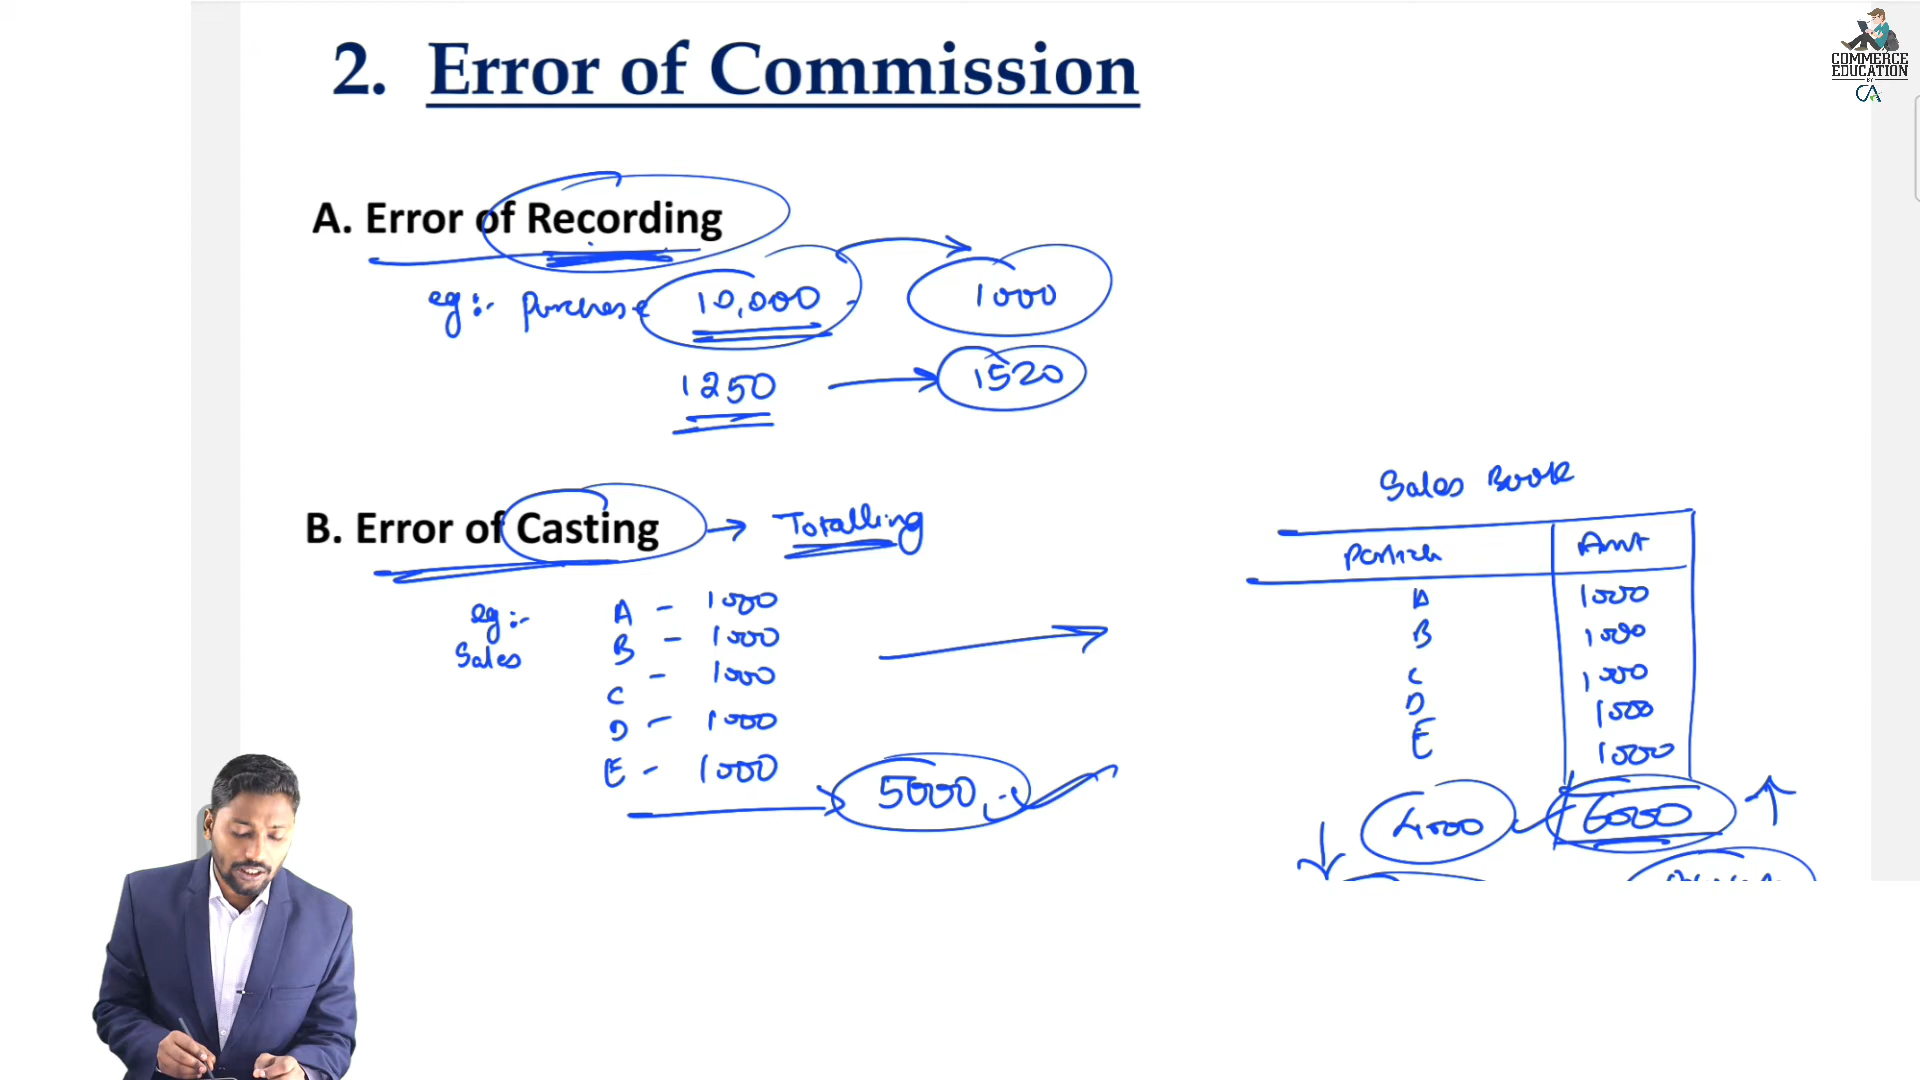 2. Error of Commission
COMMERCE
EDUCATION
BY
CA
A. Error of Recording
eg:- purchase 10,000 1000
1250 1520
B. Error of Casting Totalling
eg:-
Sales
A - 1000
B - 1000
C - 1000
D - 1000
E - 1000
5000
Sales Book
Amt
A 1000
B 1000
C 1000
D 1000
E 1000
4000 6000